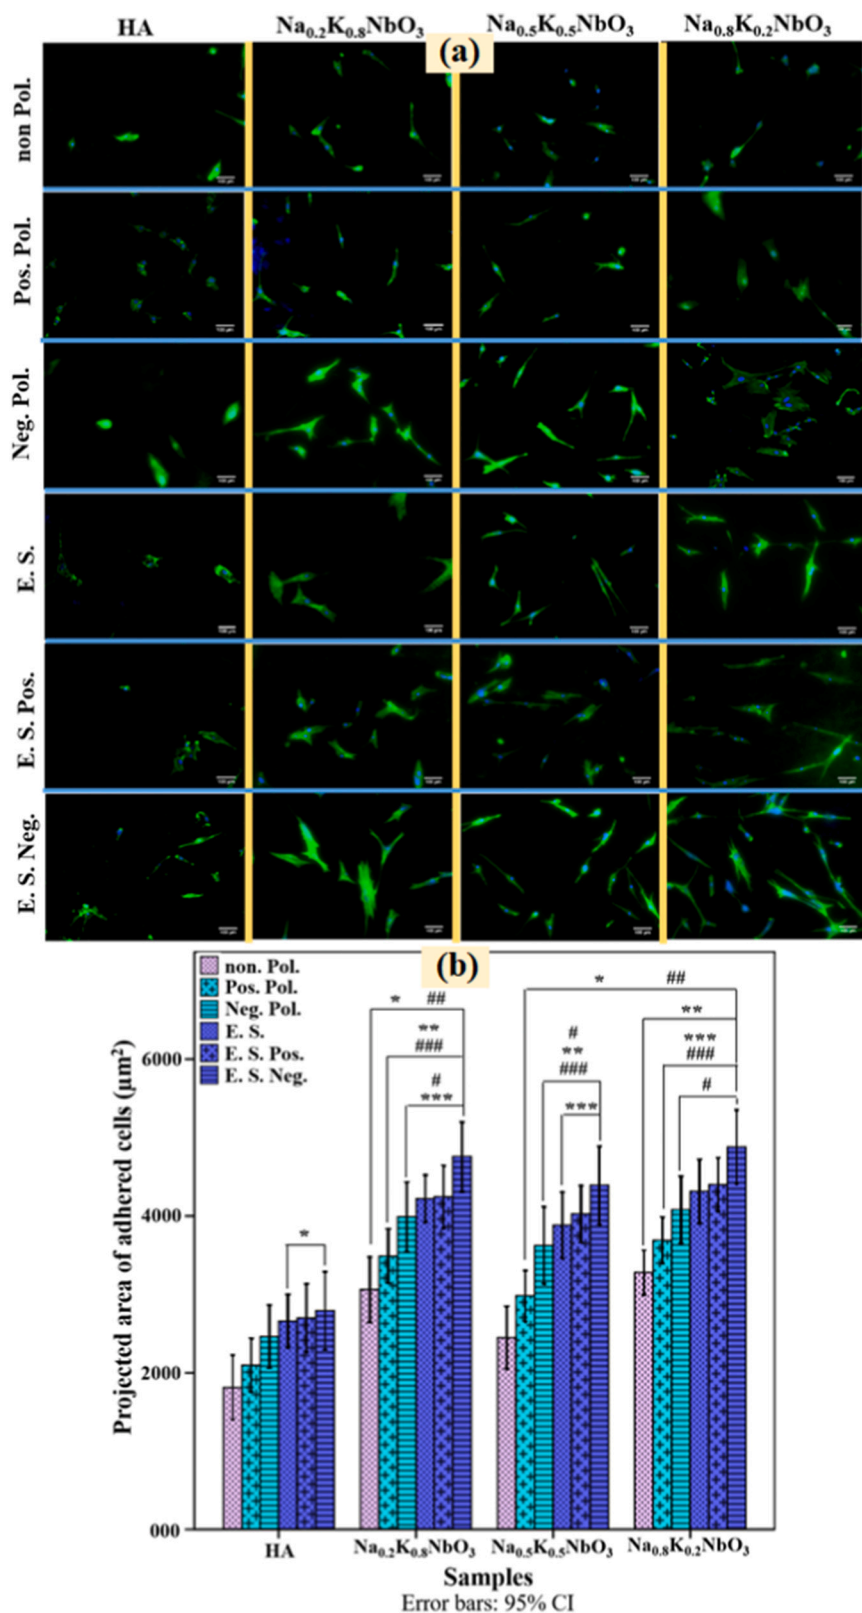 HA Na0.2K0.8NbO3 Na0.5K0.5NbO3 Na0.8K0.2NbO3
(a)
non Pol.
Pos. Pol.
Neg. Pol.
E. S.
E. S. Pos.
E. S. Neg.
(b)
non. Pol.
Pos. Pol.
Neg. Pol.
E. S.
E. S. Pos.
E. S. Neg.
* ##
**
###
#
***
#
**
###
***
* ##
**
***
###
#
*
Projected area of adhered cells (μm²)
6000
4000
2000
000
HA Na0.2K0.8NbO3 Na0.5K0.5NbO3 Na0.8K0.2NbO3
Samples
Error bars: 95% CI